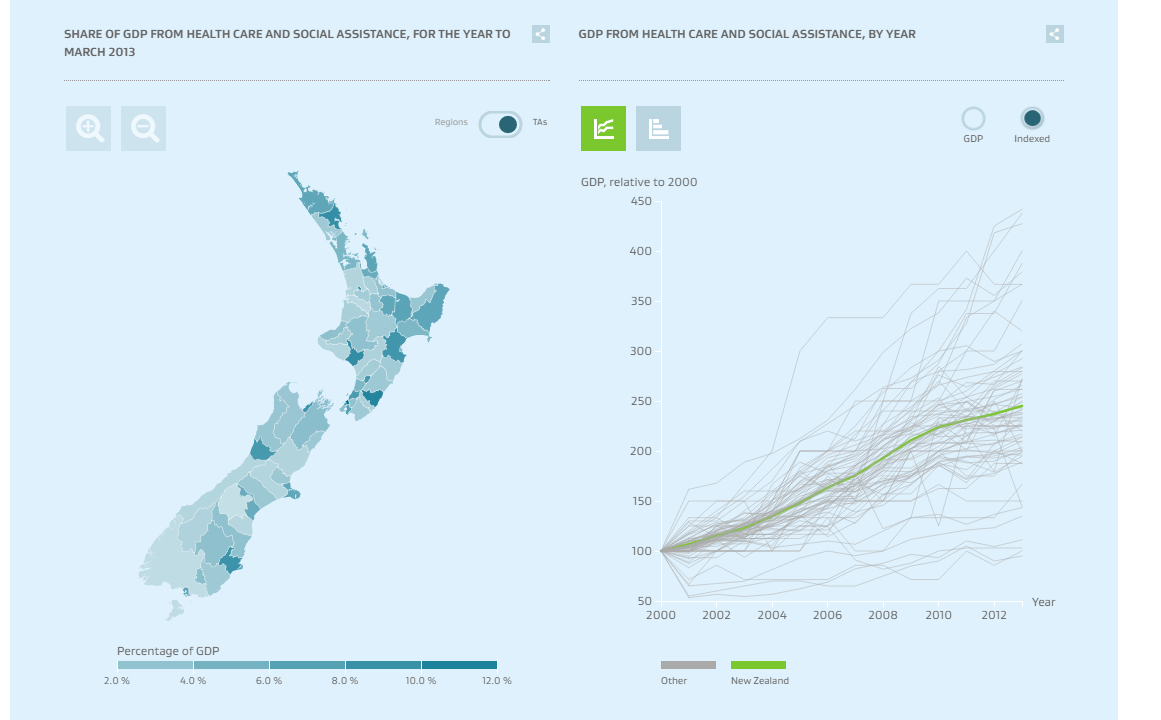 SHARE OF GDP FROM HEALTH CARE AND SOCIAL ASSISTANCE, FOR THE YEAR TO
MARCH 2013
Regions
TAs
Percentage of GDP
2.0 %
4.0 %
6.0 %
8.0 %
10.0 %
12.0 %
GDP FROM HEALTH CARE AND SOCIAL ASSISTANCE, BY YEAR
GDP
Indexed
GDP, relative to 2000
450
400
350
300
250
200
150
100
50
2000
2002
2004
2006
2008
2010
2012
Year
Other
New Zealand